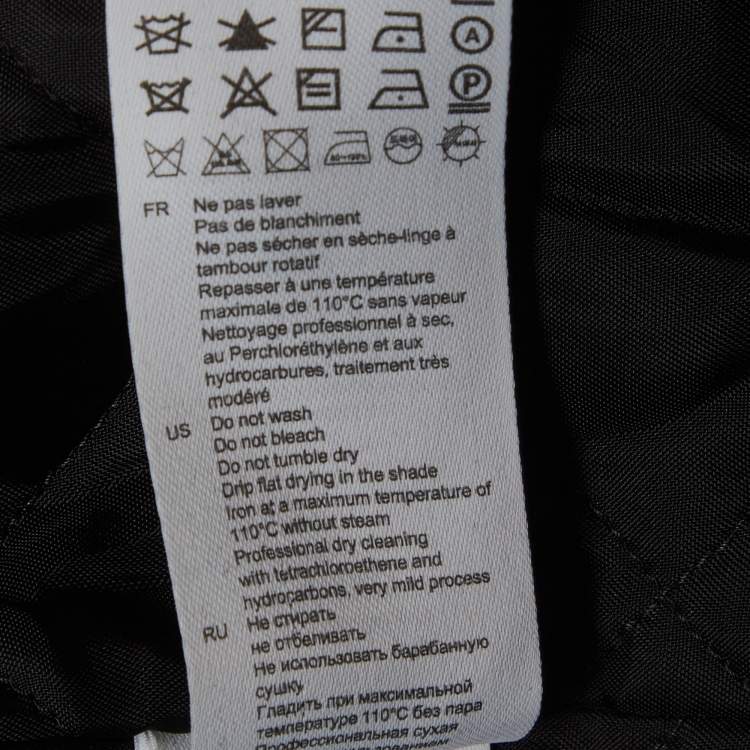 A
P
FR Ne pas laver
Pas de blanchiment
Ne pas sécher en sèche-linge à
tambour rotatif
Repasser à une température
maximale de 110°C sans vapeur
Nettoyage professionnel à sec,
au Perchloréthylène et aux
hydrocarbures, traitement très
modéré
US Do not wash
Do not bleach
Do not tumble dry
Drip flat drying in the shade
Iron at a maximum temperature of
110°C without steam
Professional dry cleaning
with tetrachloroethene and
hydrocarbons, very mild process
RU Не стирать
не отбеливать
Не использовать барабанную
сушку
Гладить при максимальной
температуре 110°C без пара
Профессиональная сухая